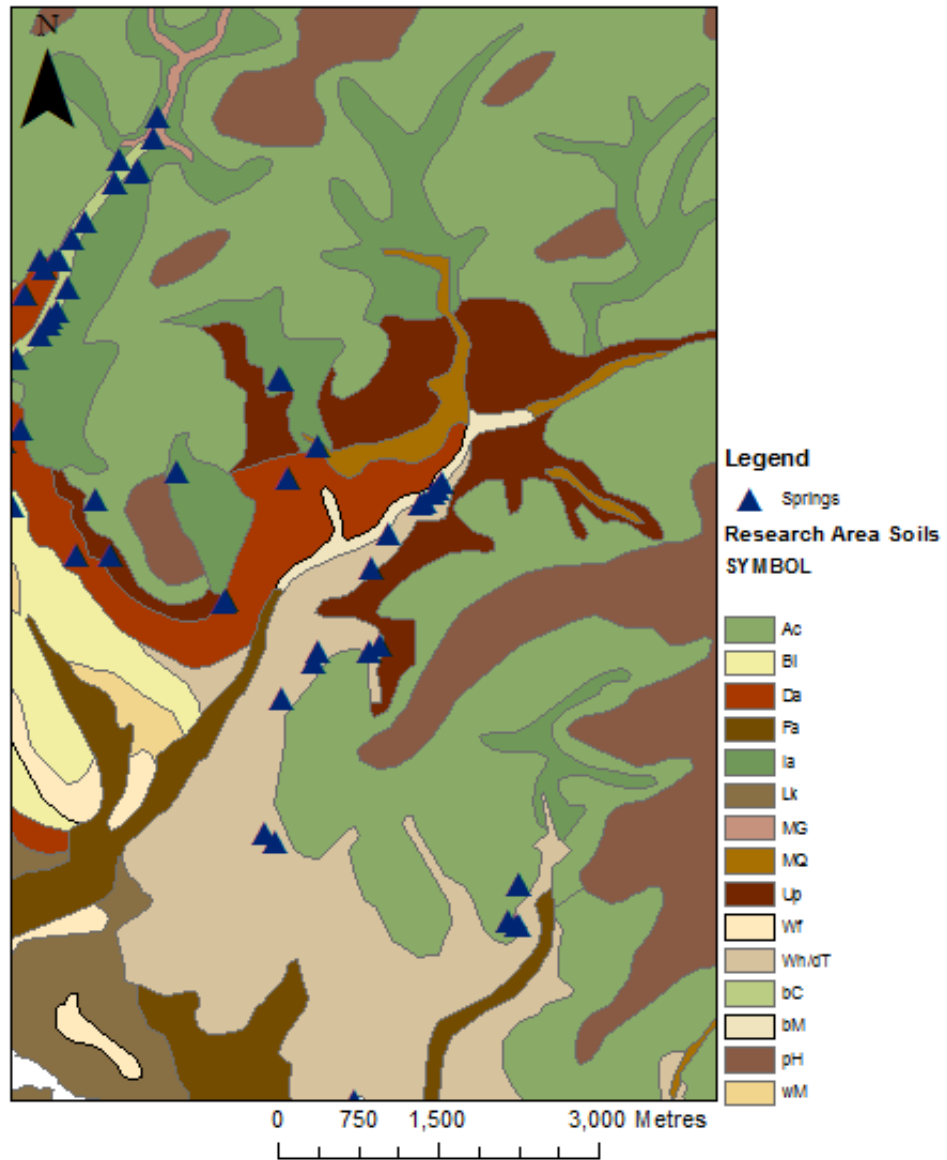 N
Legend
Springs
Research Area Soils
SYMBOL
Ac
Bl
Da
Fa
Ia
Lk
MG
MQ
Up
Wf
Wh/dT
bC
bM
pH
wM
0 750 1,500 3,000 Metres